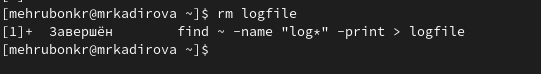 [mehrubonkr@mrkadirova ~]$ rm logfile
[1]+  Завершён        find ~ -name "log*" -print > logfile
[mehrubonkr@mrkadirova ~]$